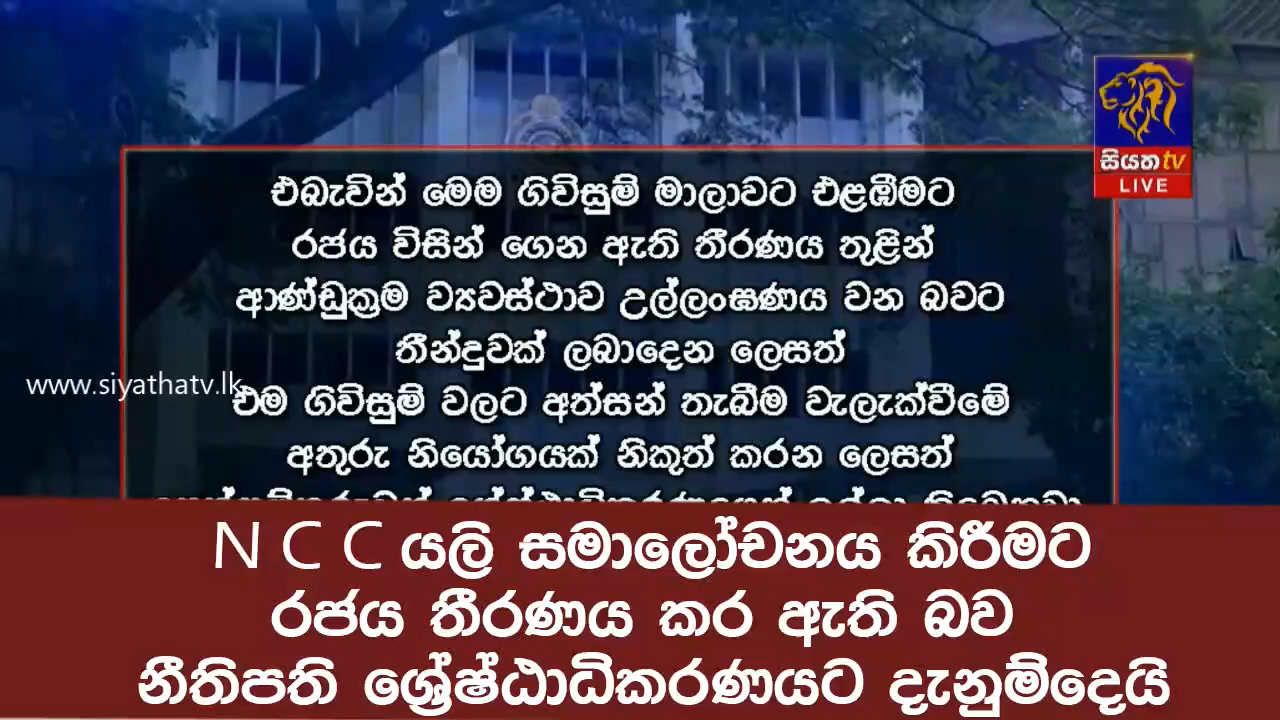 සියත tv
LIVE
එබැවින් මෙම ගිවිසුම් මාලාවට එළඹීමට
රජය විසින් ගෙන ඇති තීරණය තුළින්
ආණ්ඩුක්‍රම ව්‍යවස්ථාව උල්ලංඝණය වන බවට
තීන්දුවක් ලබාදෙන ලෙසත්
www.siyathatv.lk
එම ගිවිසුම් වලට අත්සන් තැබීම වැලැක්වීමේ
අතුරු නියෝගයක් නිකුත් කරන ලෙසත්
N C C යලි සමාලෝචනය කිරීමට
රජය තීරණය කර ඇති බව
නීතිපති ශ්‍රේෂ්ඨාධිකරණයට දැනුම්දෙයි